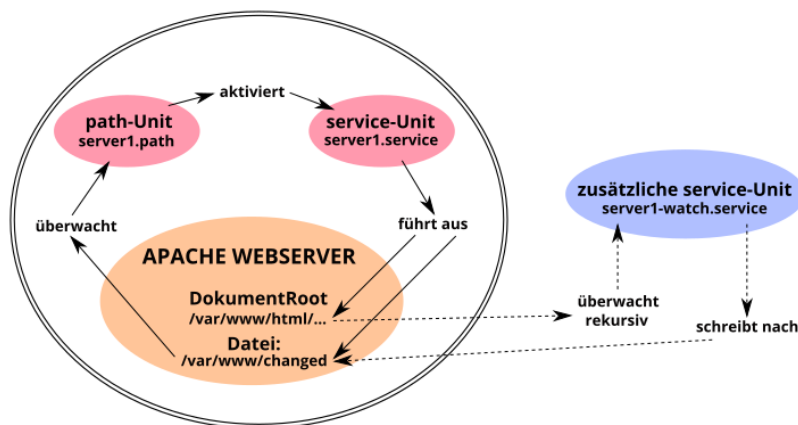 aktiviert
path-Unit
server1.path
service-Unit
server1.service
zusätzliche service-Unit
server1-watch.service
überwacht
führt aus
APACHE WEBSERVER
DokumentRoot
/var/www/html/...
Datei:
/var/www/changed
überwacht
rekursiv
schreibt nach